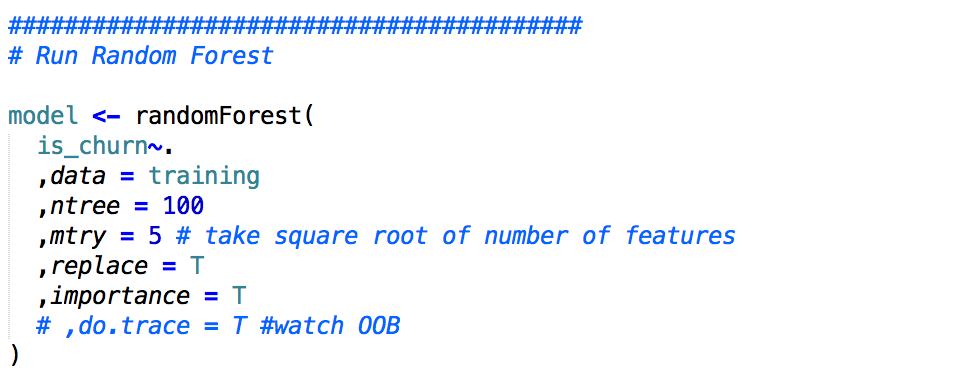 #########################################
# Run Random Forest
model <- randomForest(
is_churn~.
,data = training
,ntree = 100
,mtry = 5 # take square root of number of features
,replace = T
,importance = T
# ,do.trace = T #watch OOB
)